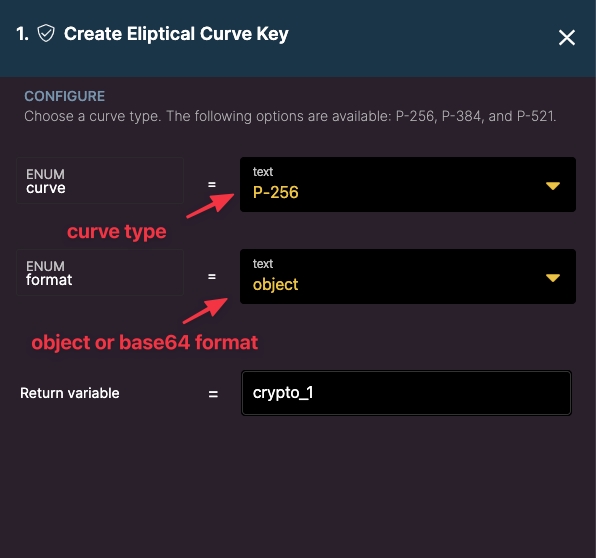 1. Create Eliptical Curve Key
CONFIGURE
Choose a curve type. The following options are available: P-256, P-384, and P-521.
ENUM
curve
=
text
P-256
curve type
ENUM
format
=
text
object
object or base64 format
Return variable
=
crypto_1